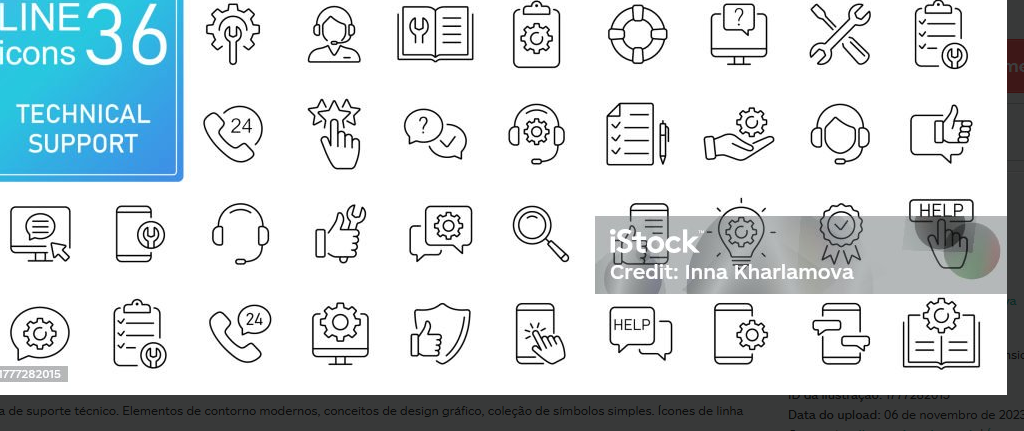 LINE 36
icons
TECHNICAL
SUPPORT
?
24
?
HELP
iStock™
Credit: Inna Kharlamova
24
HELP
1777282015
a de suporte técnico. Elementos de contorno modernos, conceitos de design gráfico, coleção de símbolos simples. Ícones de linha
Data do upload: 06 de novembro de 2023